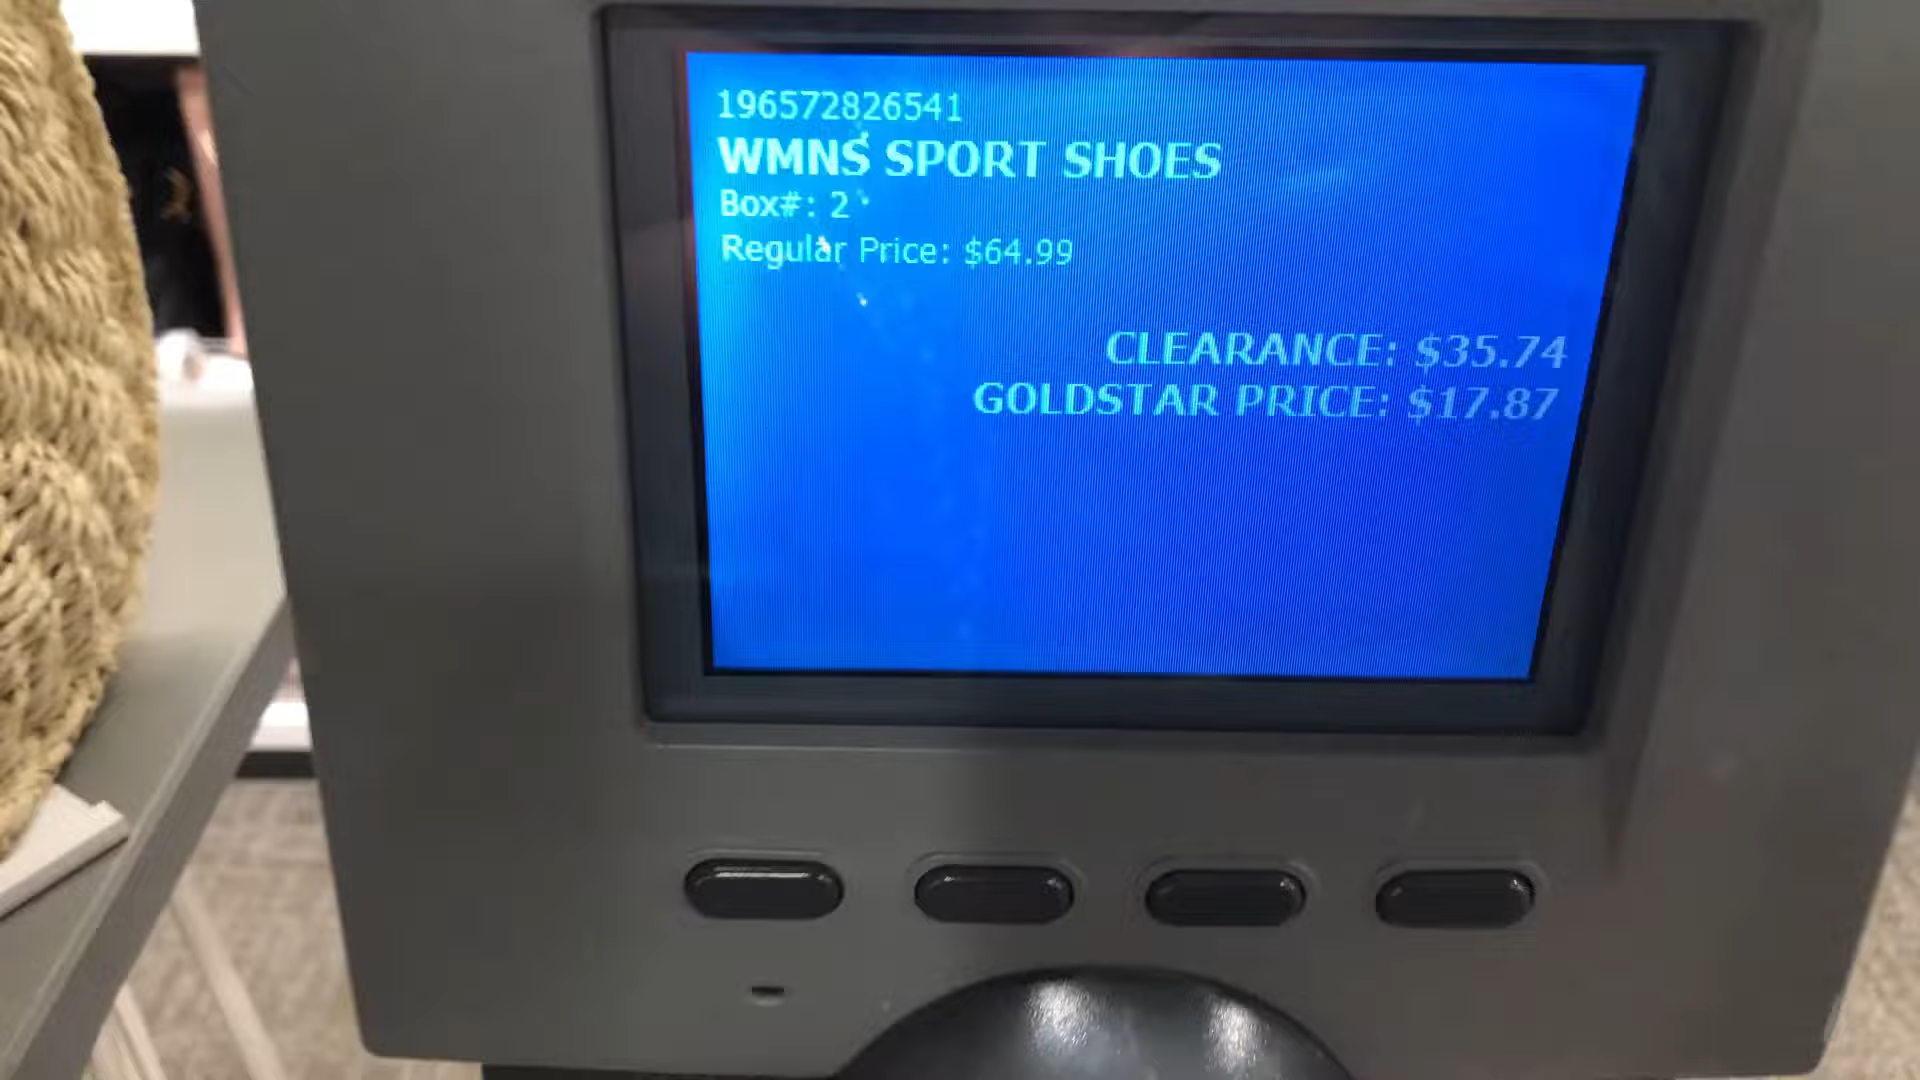 196572826541
WMNS SPORT SHOES
Box#: 2
Regular Price: $64.99
CLEARANCE: $35.74
GOLDSTAR PRICE: $17.87